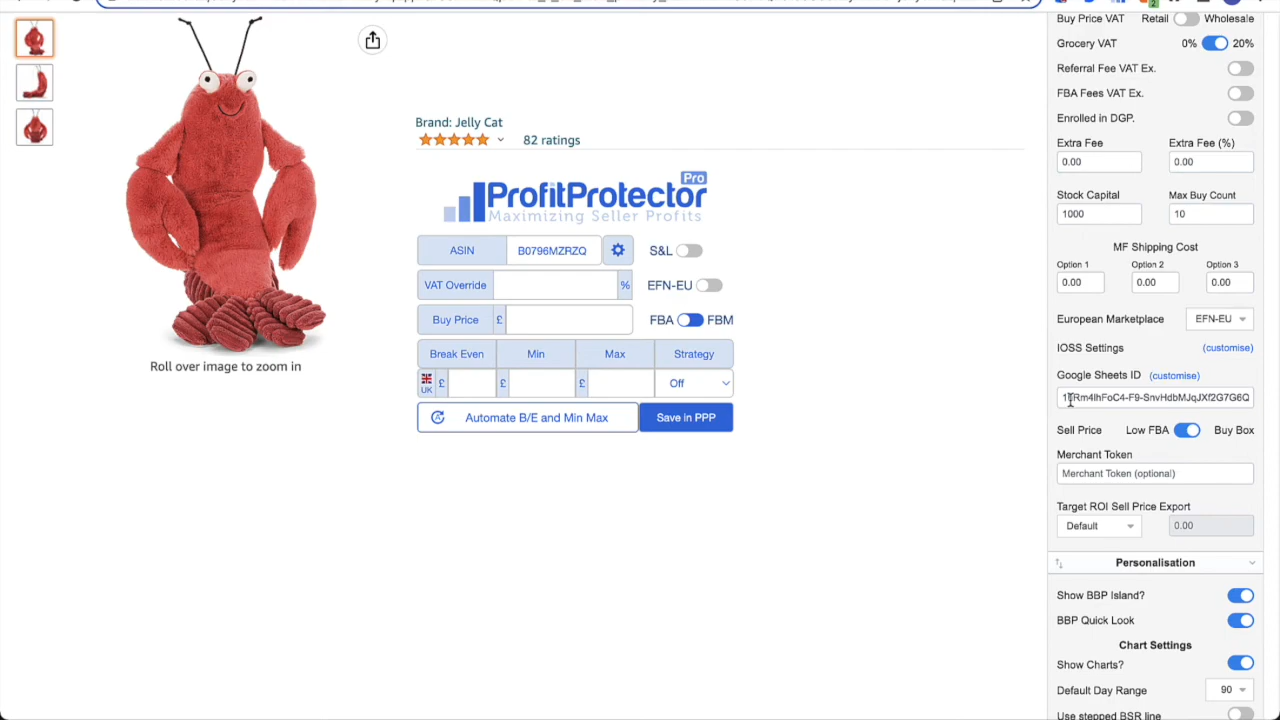 Roll over image to zoom in
Brand: Jelly Cat
82 ratings
ProfitProtector Pro
Maximizing Seller Profits
ASIN B0796MZRZQ S&L
VAT Override % EFN-EU
Buy Price £ FBA FBM
Break Even Min Max Strategy
UK £ £ £ Off
Automate B/E and Min Max Save in PPP
Buy Price VAT Retail Wholesale
Grocery VAT 0% 20%
Referral Fee VAT Ex.
FBA Fees VAT Ex.
Enrolled in DGP.
Extra Fee Extra Fee (%)
0.00 0.00
Stock Capital Max Buy Count
1000 10
MF Shipping Cost
Option 1 Option 2 Option 3
0.00 0.00 0.00
European Marketplace EFN-EU
IOSS Settings (customise)
Google Sheets ID (customise)
Sell Price Low FBA Buy Box
Merchant Token
Merchant Token (optional)
Target ROI Sell Price Export
Default 0.00
Personalisation
Show BBP Island?
BBP Quick Look
Chart Settings
Show Charts?
Default Day Range 90
Use stepped BSR line